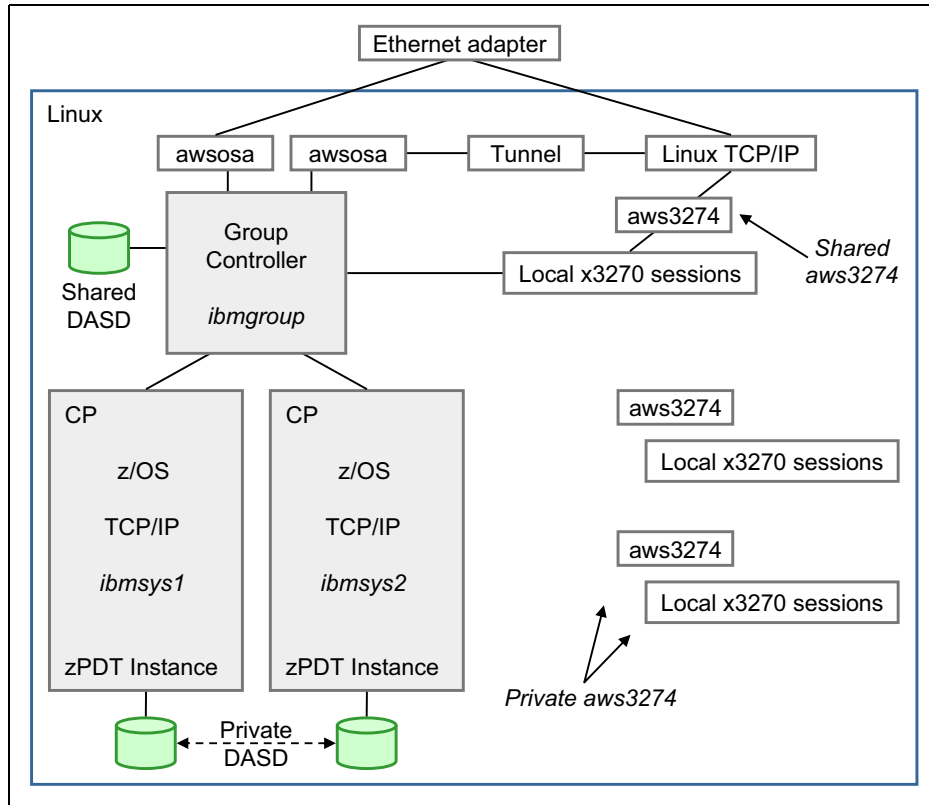 Ethernet adapter
Linux
awsosa
awsosa
Tunnel
Linux TCP/IP
aws3274
Shared
aws3274
Local x3270 sessions
Group
Controller
ibmgroup
Shared
DASD
CP
z/OS
TCP/IP
ibmsys1
zPDT Instance
CP
z/OS
TCP/IP
ibmsys2
zPDT Instance
aws3274
Local x3270 sessions
aws3274
Local x3270 sessions
Private aws3274
Private
DASD